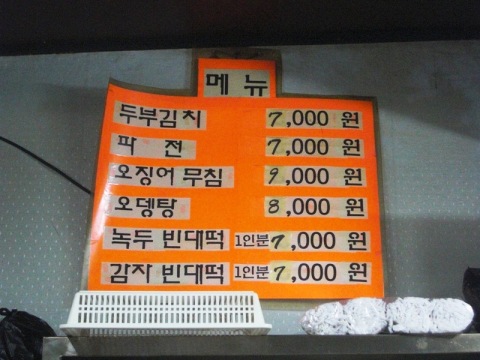 메 뉴
두부김치 7,000 원
파 전 7,000 원
오징어 무침 9,000 원
오뎅탕 8,000 원
녹두 빈대떡 1인분 7,000 원
감자 빈대떡 1인분 7,000 원